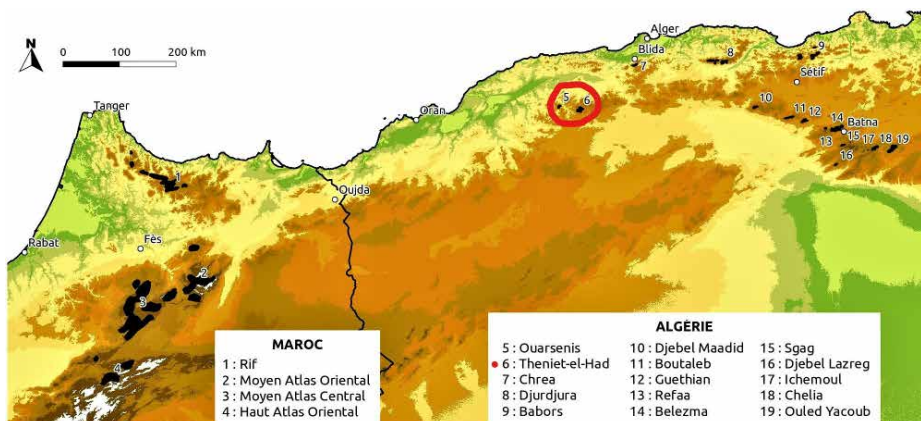 Alger
Blida
7
8
9
Sétif
N
0 100 200 km
5
6
10
11
12
14
Batna
13
15
17
18
19
16
Tanger
Oran
1
Oujda
Rabat
Fès
2
3
4
MAROC
1 : Rif
2 : Moyen Atlas Oriental
3 : Moyen Atlas Central
4 : Haut Atlas Oriental
ALGÉRIE
5 : Ouarsenis 10 : Djebel Maadid 15 : Sgag
6 : Theniet-el-Had 11 : Boutaleb 16 : Djebel Lazreg
7 : Chrea 12 : Guethian 17 : Ichemoul
8 : Djurdjura 13 : Refaa 18 : Chelia
9 : Babors 14 : Belezma 19 : Ouled Yacoub